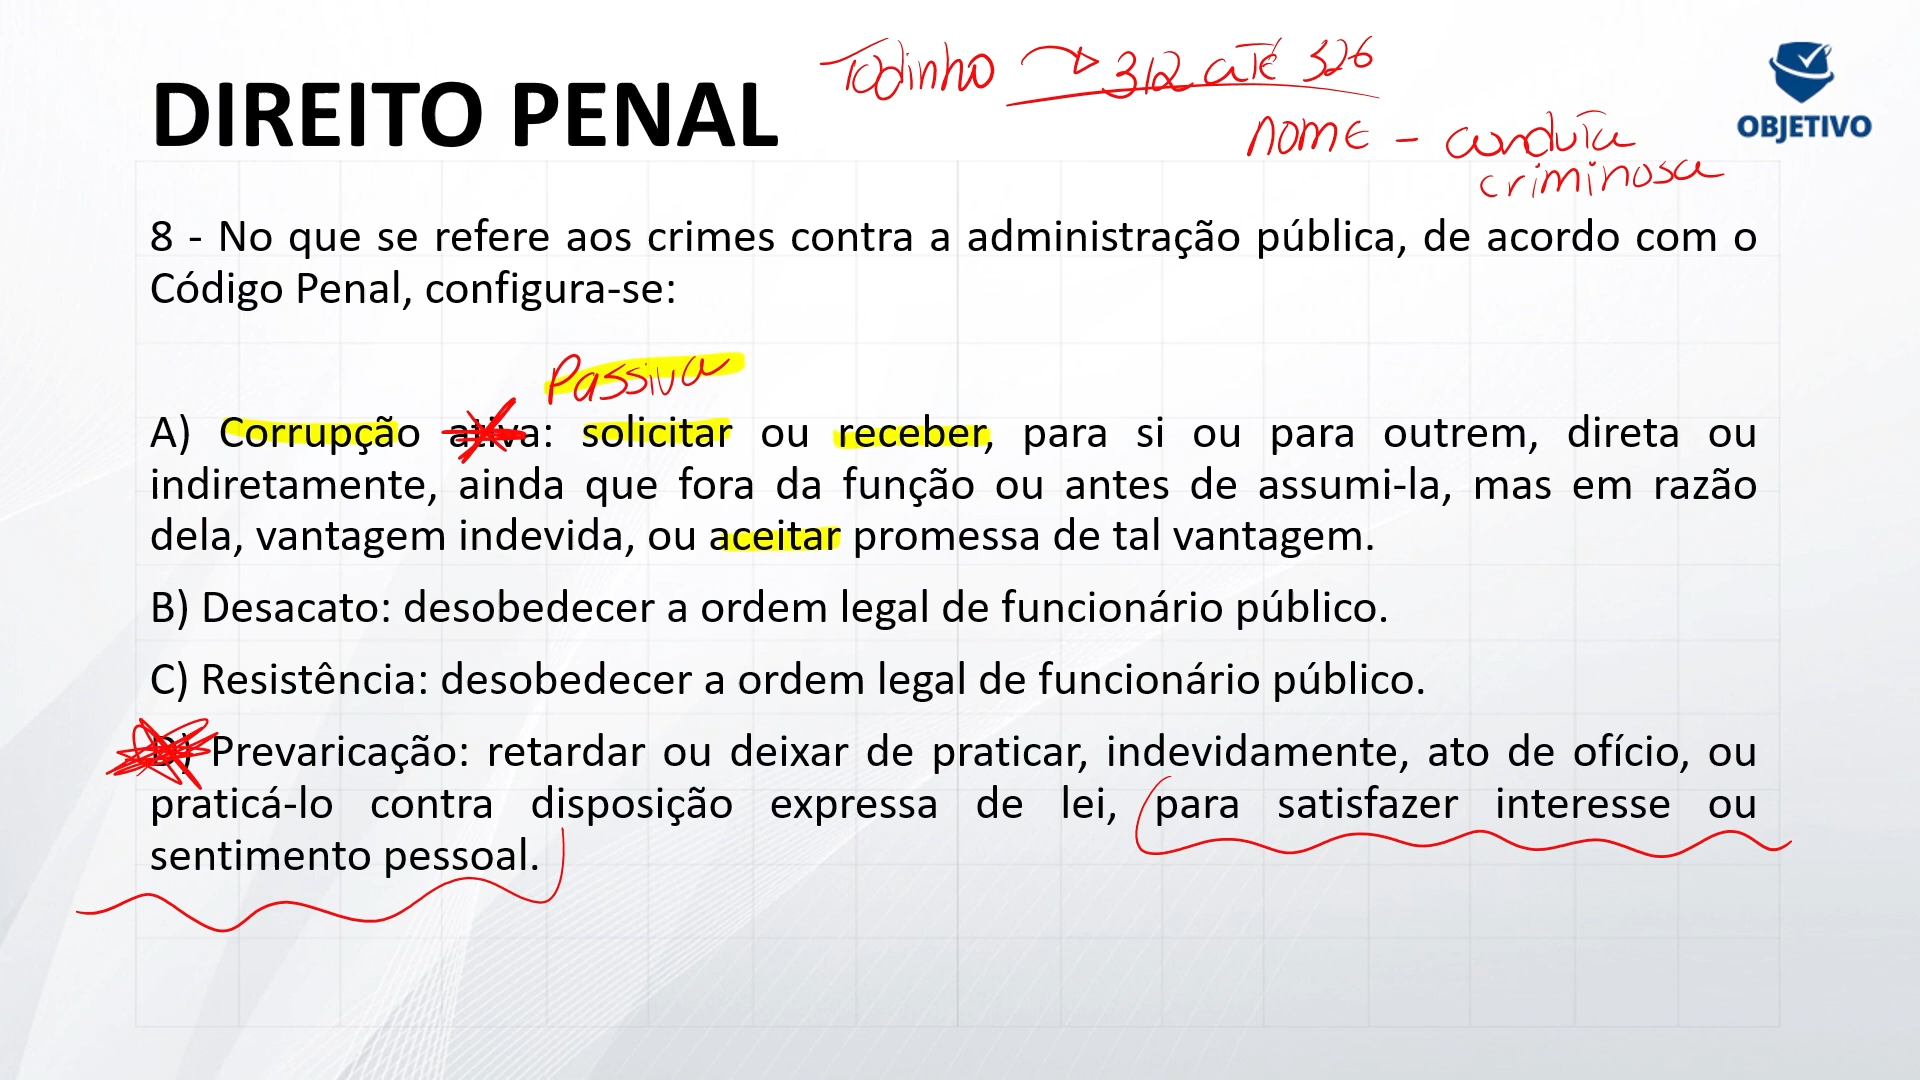 Todinho 312 até 326
DIREITO PENAL
OBJETIVO
nome - conduta
criminosa
8 - No que se refere aos crimes contra a administração pública, de acordo com o
Código Penal, configura-se:
Passiva
A) Corrupção ativa: solicitar ou receber, para si ou para outrem, direta ou
indiretamente, ainda que fora da função ou antes de assumi-la, mas em razão
dela, vantagem indevida, ou aceitar promessa de tal vantagem.
B) Desacato: desobedecer a ordem legal de funcionário público.
C) Resistência: desobedecer a ordem legal de funcionário público.
D) Prevaricação: retardar ou deixar de praticar, indevidamente, ato de ofício, ou
praticá-lo contra disposição expressa de lei, para satisfazer interesse ou
sentimento pessoal.